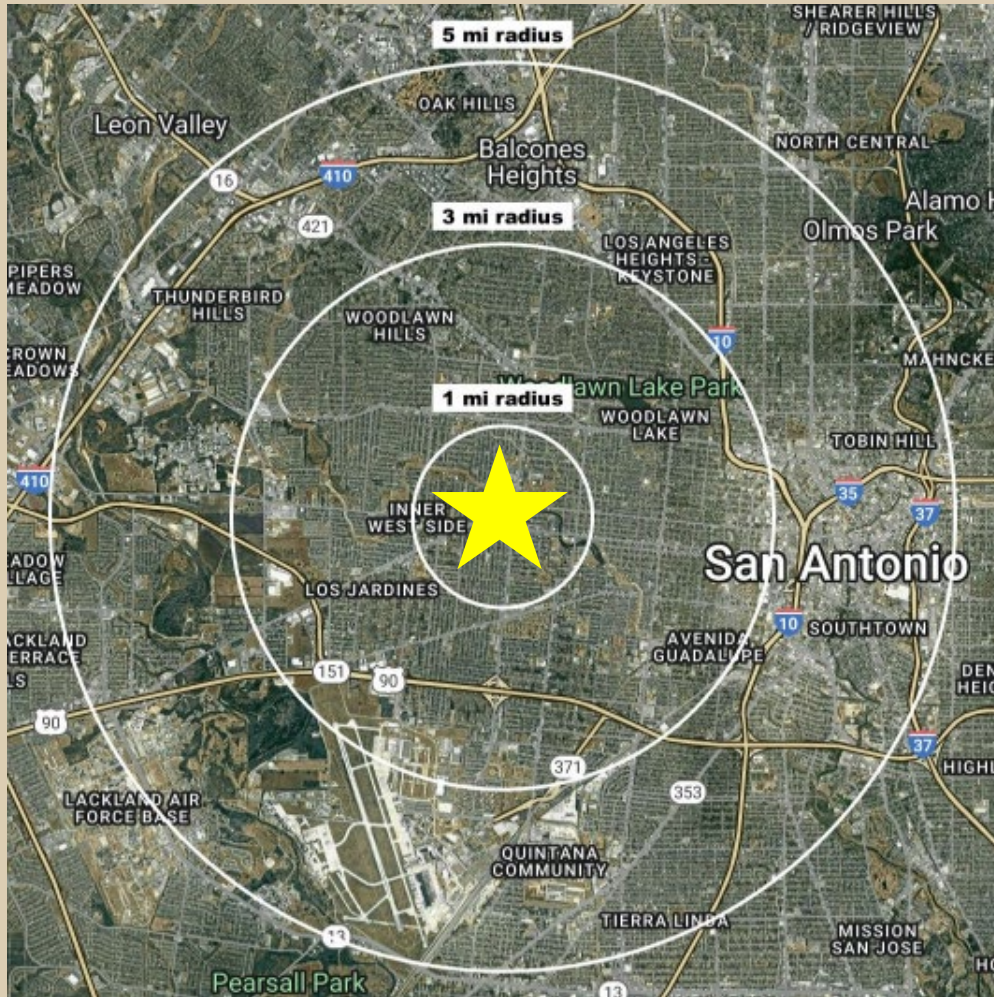 SHEARER HILLS
/ RIDGEVIEW
5 mi radius
OAK HILLS
Leon Valley
NORTH CENTRAL
Balcones
Heights
410
16
Alamo H
3 mi radius
421
Olmos Park
LOS ANGELES
HEIGHTS -
KEYSTONE
PIPERS
MEADOW
THUNDERBIRD
HILLS
WOODLAWN
HILLS
10
CROWN
EADOWS
MAHNCKE
Woodlawn Lake Park
1 mi radius
WOODLAWN
LAKE
TOBIN HILL
410
35
INNER
WEST SIDE
37
San Antonio
EADOW
LLAGE
LOS JARDINES
10
SOUTHTOWN
ACKLAND
ERRACE
LS
AVENIDA
GUADALUPE
151
90
DEN
HEIG
90
37
371
HIGHL
353
LACKLAND AIR
FORCE BASE
QUINTANA
COMMUNITY
TIERRA LINDA
13
MISSION
SAN JOSE
HO
Pearsall Park
13